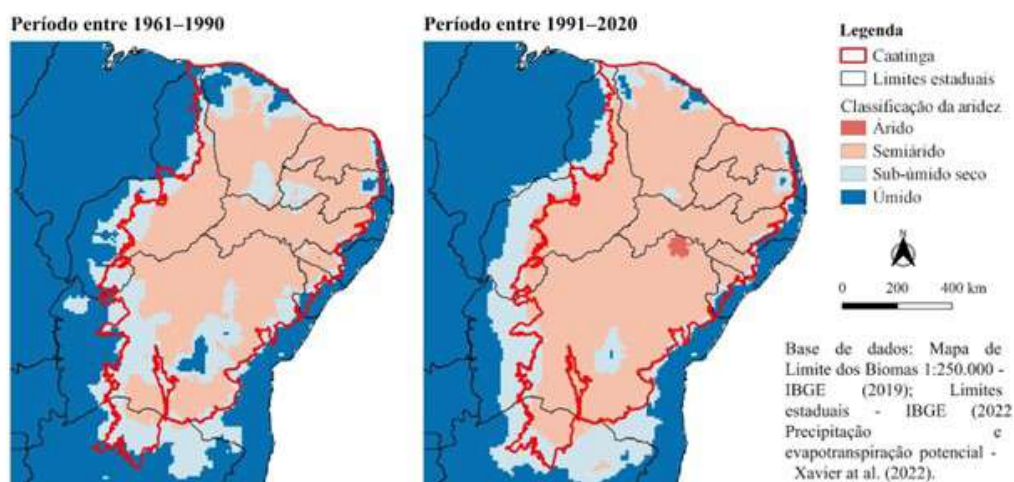 Período entre 1961–1990
Período entre 1991–2020
Legenda
Caatinga
Limites estaduais
Classificação da aridez
Árido
Semiárido
Sub-úmido seco
Úmido
N
0 200 400 km
Base de dados: Mapa de
Limite dos Biomas 1:250.000 -
IBGE (2019); Limites
estaduais - IBGE (2022
Precipitação e
evapotranspiração potencial -
Xavier at al. (2022).